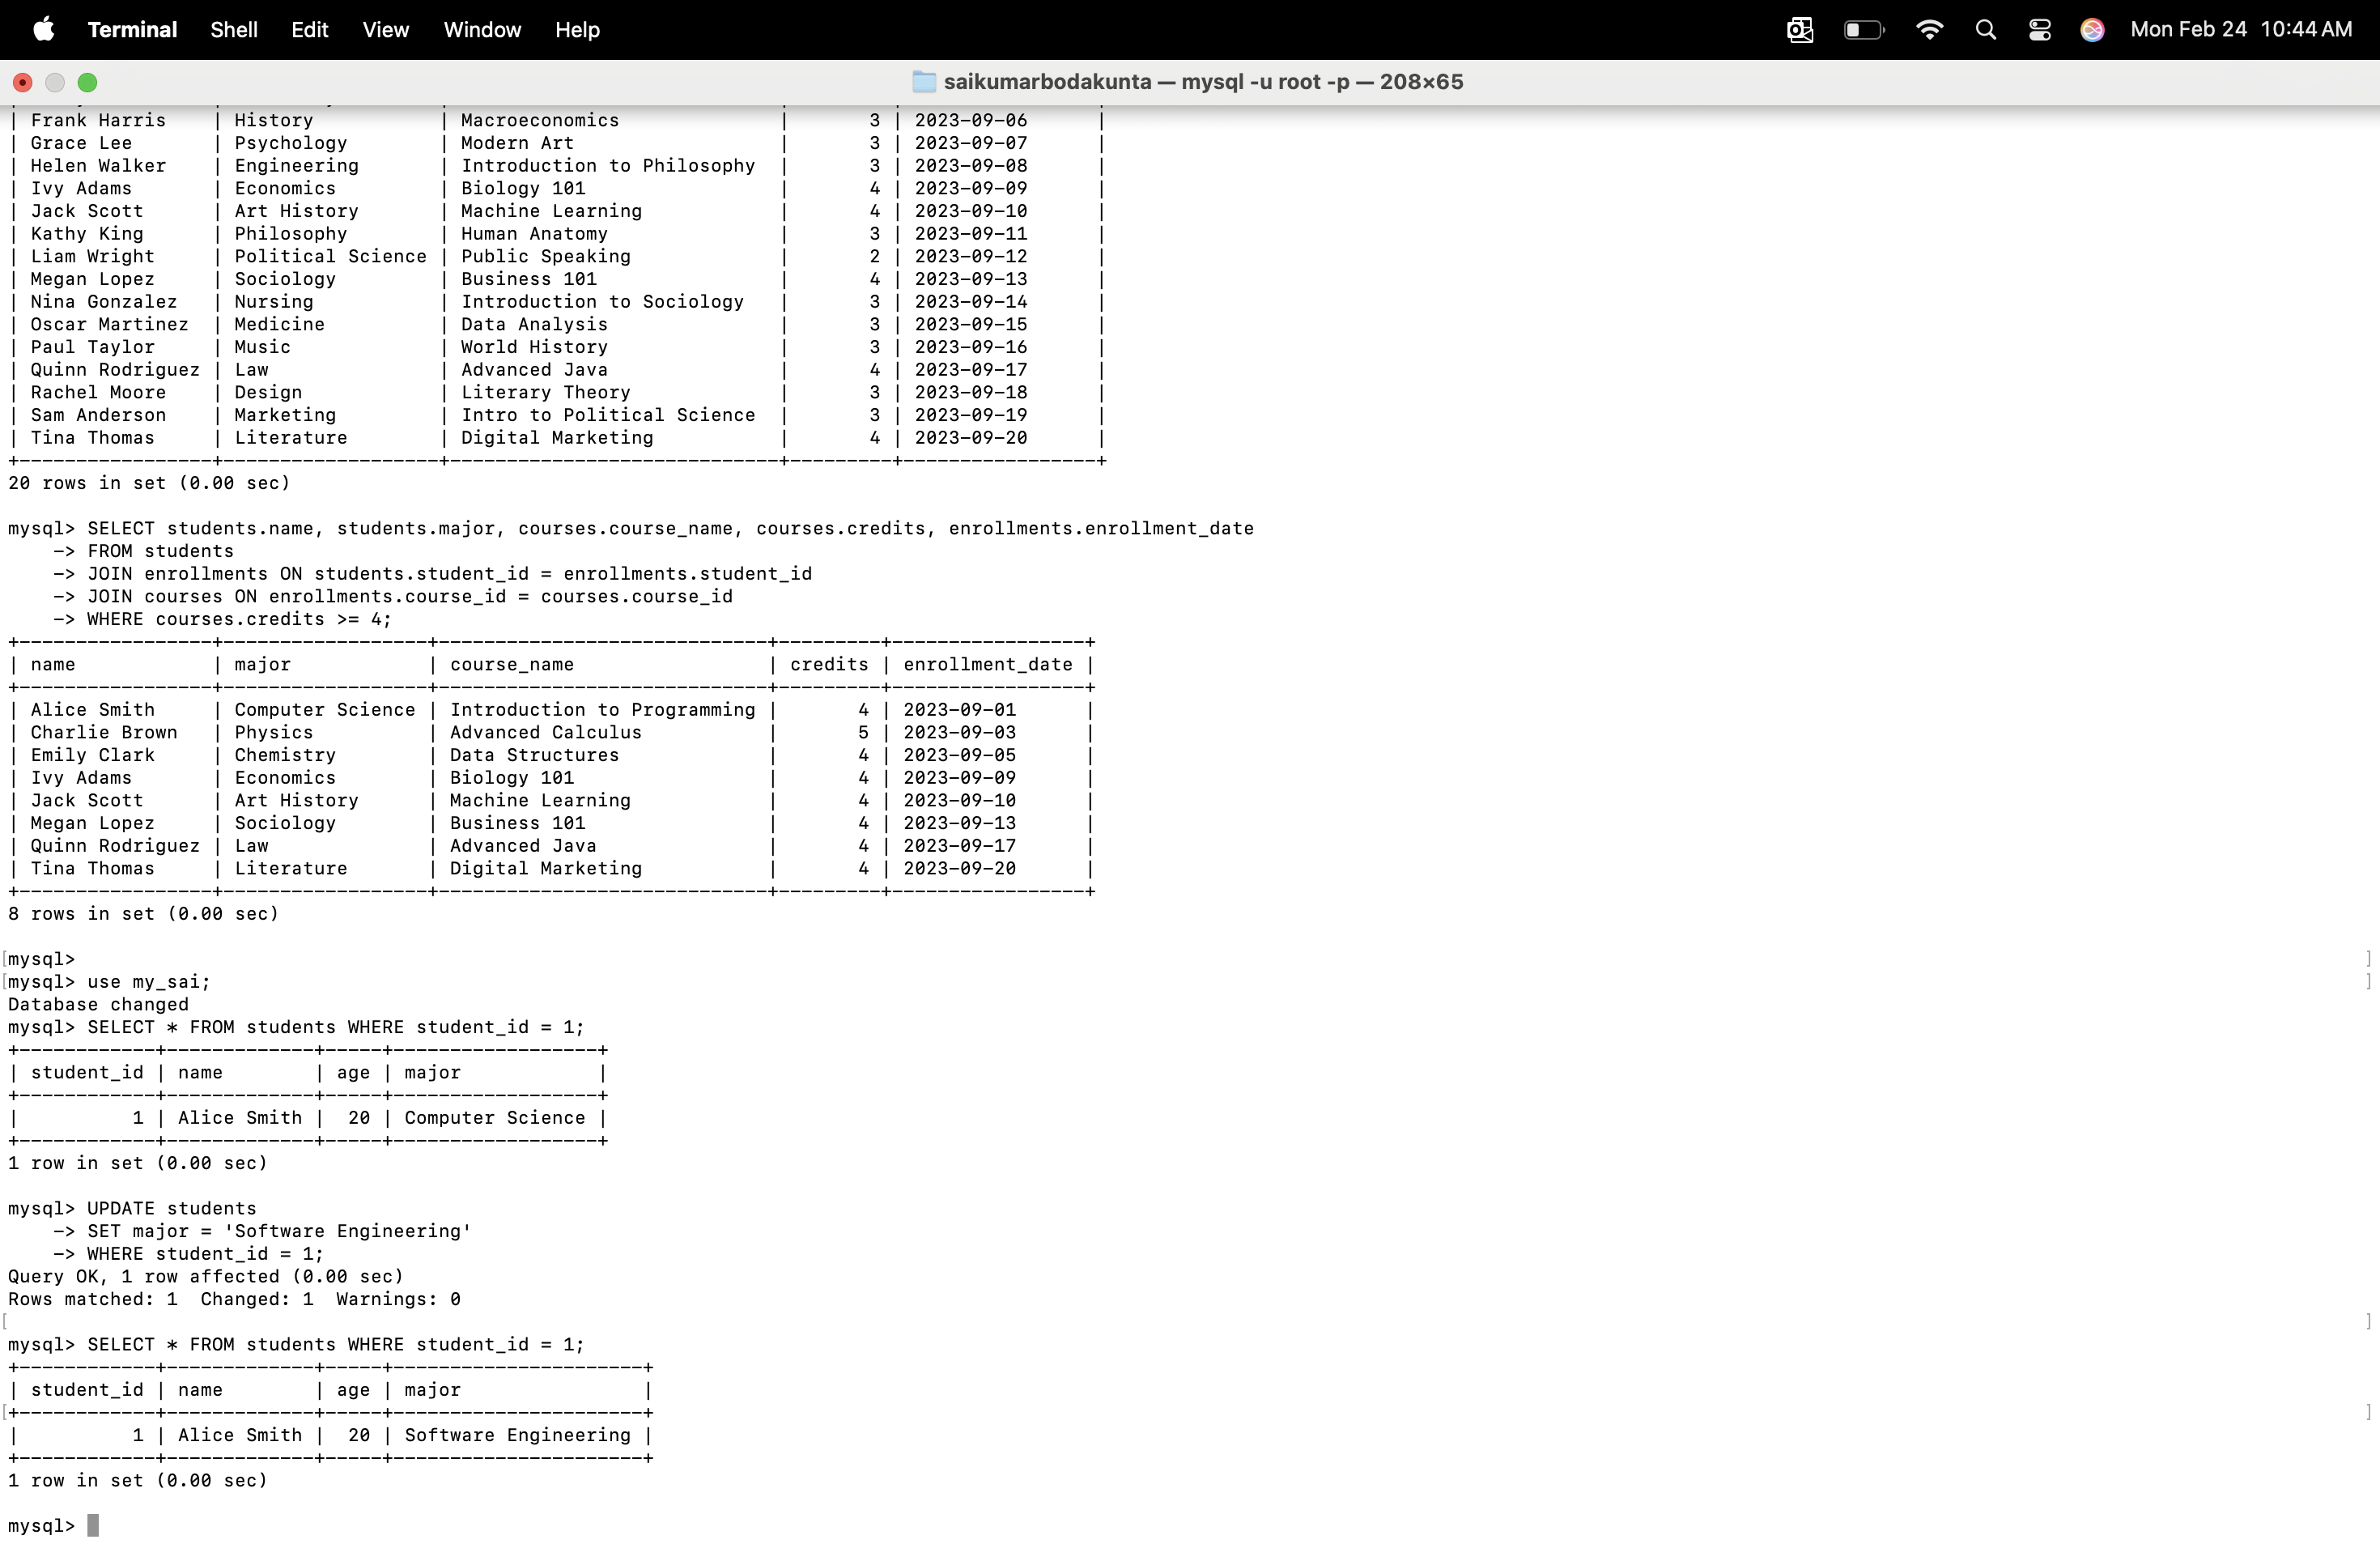 Terminal Shell Edit View Window Help Mon Feb 24 10:44 AM
saikumarbodakunta — mysql -u root -p — 208×65
| Frank Harris    | History           | Macroeconomics               |       3 | 2023-09-06      |
| Grace Lee       | Psychology        | Modern Art                   |       3 | 2023-09-07      |
| Helen Walker    | Engineering       | Introduction to Philosophy   |       3 | 2023-09-08      |
| Ivy Adams       | Economics         | Biology 101                  |       4 | 2023-09-09      |
| Jack Scott      | Art History       | Machine Learning             |       4 | 2023-09-10      |
| Kathy King      | Philosophy        | Human Anatomy                |       3 | 2023-09-11      |
| Liam Wright     | Political Science | Public Speaking              |       2 | 2023-09-12      |
| Megan Lopez     | Sociology         | Business 101                 |       4 | 2023-09-13      |
| Nina Gonzalez   | Nursing           | Introduction to Sociology    |       3 | 2023-09-14      |
| Oscar Martinez  | Medicine          | Data Analysis                |       3 | 2023-09-15      |
| Paul Taylor     | Music             | World History                |       3 | 2023-09-16      |
| Quinn Rodriguez | Law               | Advanced Java                |       4 | 2023-09-17      |
| Rachel Moore    | Design            | Literary Theory              |       3 | 2023-09-18      |
| Sam Anderson    | Marketing         | Intro to Political Science   |       3 | 2023-09-19      |
| Tina Thomas     | Literature        | Digital Marketing            |       4 | 2023-09-20      |
+-----------------+-------------------+-----------------------------+---------+-----------------+
20 rows in set (0.00 sec)
mysql> SELECT students.name, students.major, courses.course_name, courses.credits, enrollments.enrollment_date
    -> FROM students
    -> JOIN enrollments ON students.student_id = enrollments.student_id
    -> JOIN courses ON enrollments.course_id = courses.course_id
    -> WHERE courses.credits >= 4;
+-----------------+------------------+-----------------------------+---------+-----------------+
| name            | major            | course_name                 | credits | enrollment_date |
+-----------------+------------------+-----------------------------+---------+-----------------+
| Alice Smith     | Computer Science | Introduction to Programming |       4 | 2023-09-01      |
| Charlie Brown   | Physics          | Advanced Calculus           |       5 | 2023-09-03      |
| Emily Clark     | Chemistry        | Data Structures             |       4 | 2023-09-05      |
| Ivy Adams       | Economics        | Biology 101                 |       4 | 2023-09-09      |
| Jack Scott      | Art History      | Machine Learning            |       4 | 2023-09-10      |
| Megan Lopez     | Sociology        | Business 101                |       4 | 2023-09-13      |
| Quinn Rodriguez | Law              | Advanced Java               |       4 | 2023-09-17      |
| Tina Thomas     | Literature       | Digital Marketing           |       4 | 2023-09-20      |
+-----------------+------------------+-----------------------------+---------+-----------------+
8 rows in set (0.00 sec)
[mysql> ]
[mysql> use my_sai; ]
Database changed
mysql> SELECT * FROM students WHERE student_id = 1;
+------------+-------------+-----+------------------+
| student_id | name        | age | major            |
+------------+-------------+-----+------------------+
|          1 | Alice Smith |  20 | Computer Science |
+------------+-------------+-----+------------------+
1 row in set (0.00 sec)
mysql> UPDATE students
    -> SET major = 'Software Engineering'
    -> WHERE student_id = 1;
Query OK, 1 row affected (0.00 sec)
Rows matched: 1  Changed: 1  Warnings: 0
[ ]
mysql> SELECT * FROM students WHERE student_id = 1;
+------------+-------------+-----+----------------------+
| student_id | name        | age | major                |
[+------------+-------------+-----+----------------------+ ]
|          1 | Alice Smith |  20 | Software Engineering |
+------------+-------------+-----+----------------------+
1 row in set (0.00 sec)
mysql>